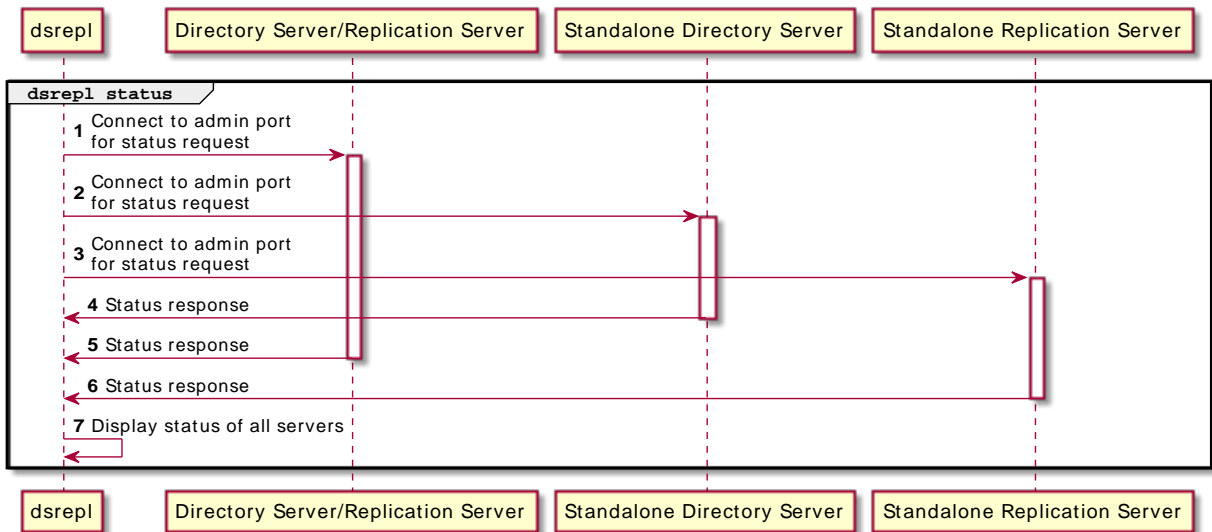 dsrepl
Directory Server/Replication Server
Standalone Directory Server
Standalone Replication Server
dsrepl status
1 Connect to admin port
for status request
2 Connect to admin port
for status request
3 Connect to admin port
for status request
4 Status response
5 Status response
6 Status response
7 Display status of all servers
dsrepl
Directory Server/Replication Server
Standalone Directory Server
Standalone Replication Server